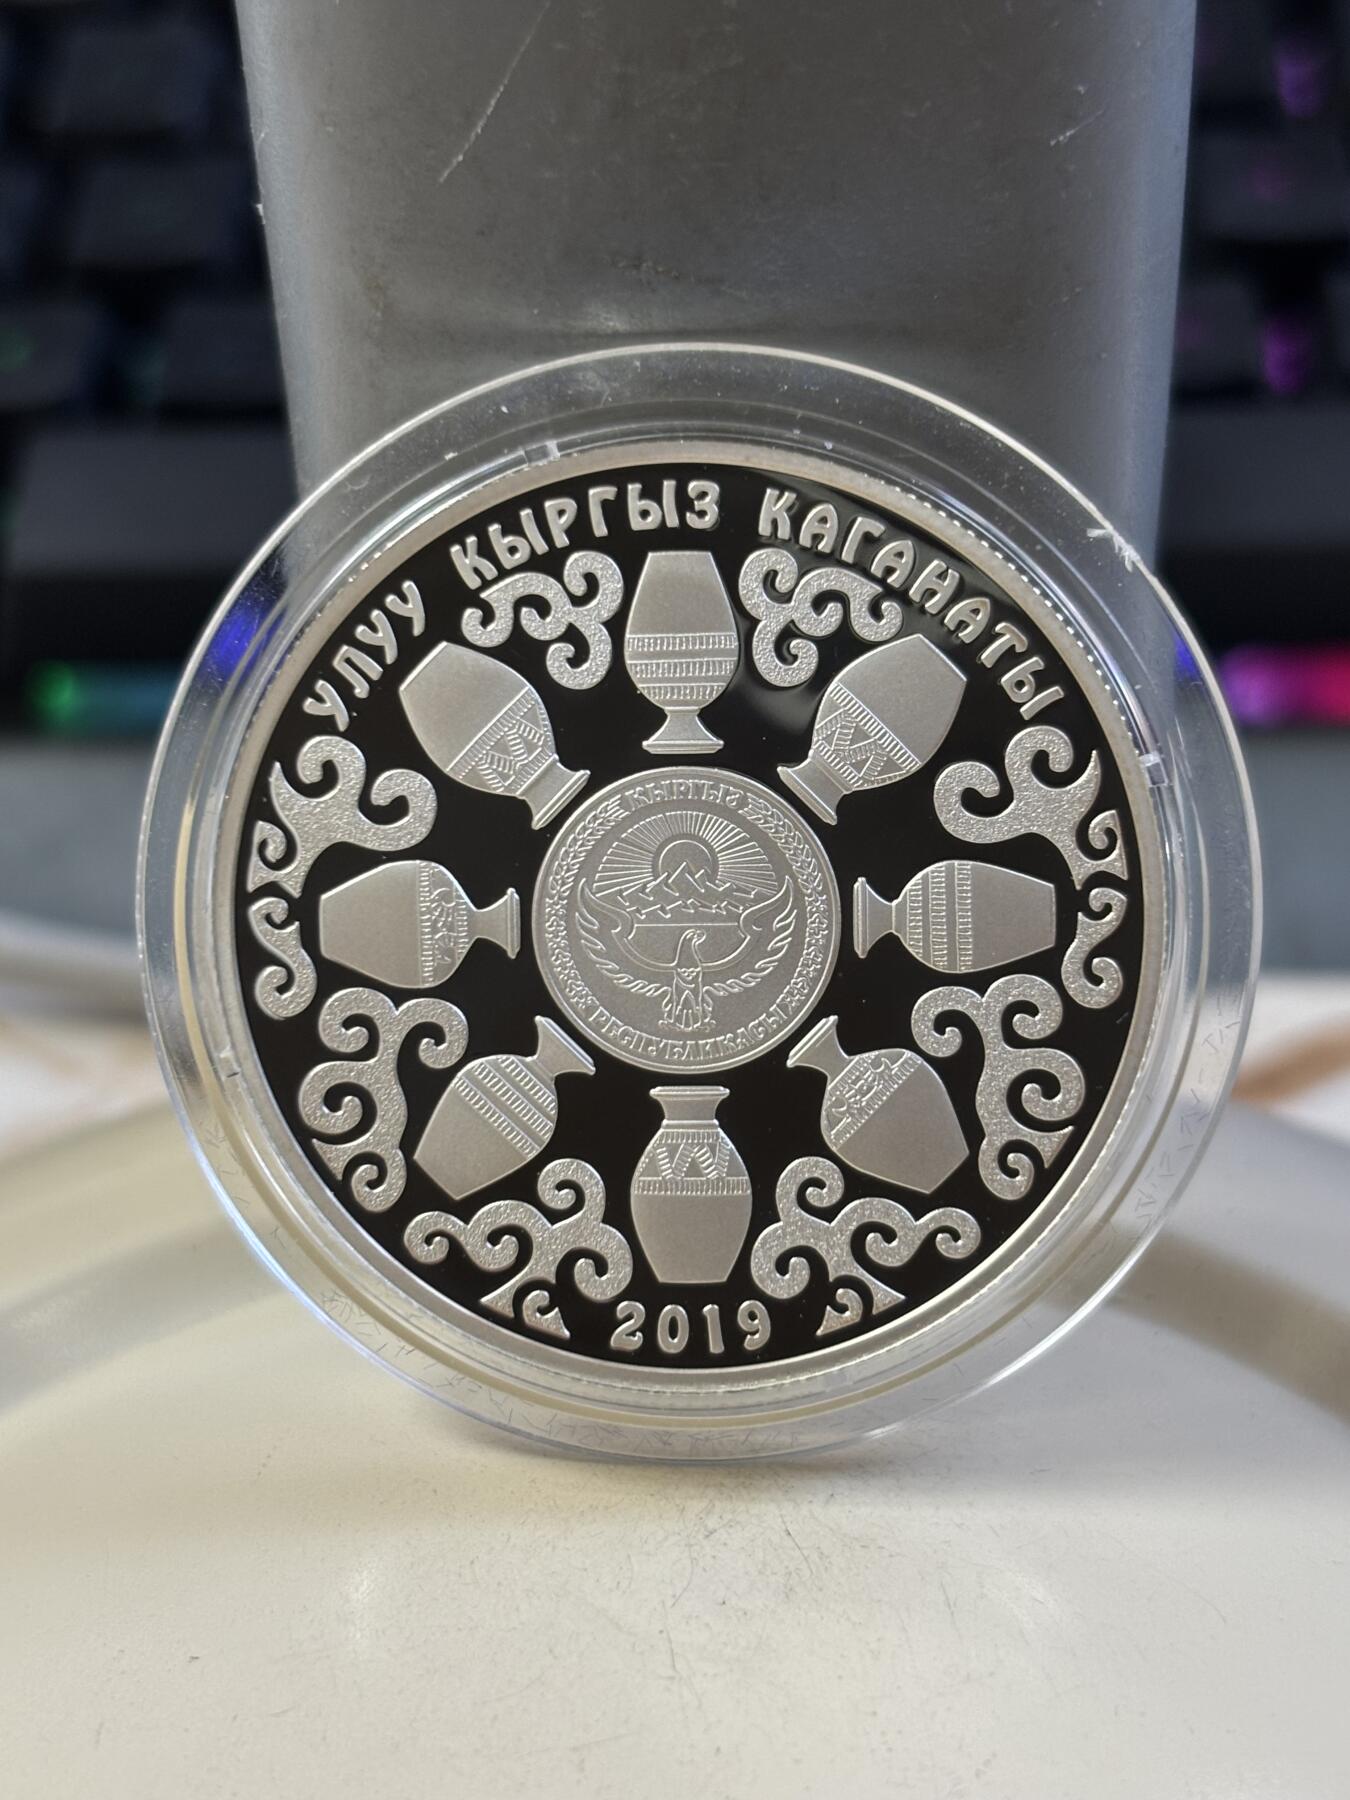 УЛУУ КЫРГЫЗ КАГАНАТЫ
КЫРГЫЗ
РЕСПУБЛИКАСЫ
2019